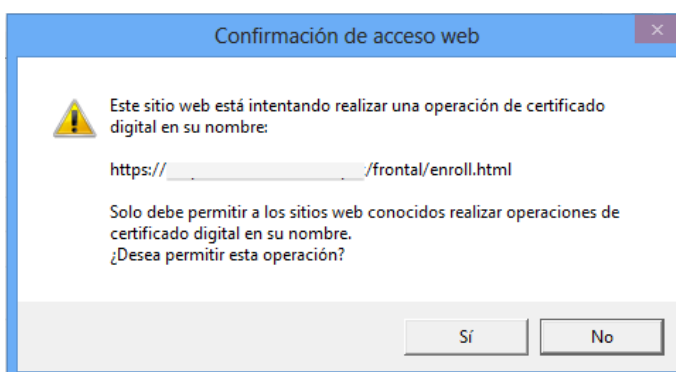 Confirmación de acceso web
Este sitio web está intentando realizar una operación de certificado
digital en su nombre:
https:// /frontal/enroll.html
Solo debe permitir a los sitios web conocidos realizar operaciones de
certificado digital en su nombre.
¿Desea permitir esta operación?
Sí
No